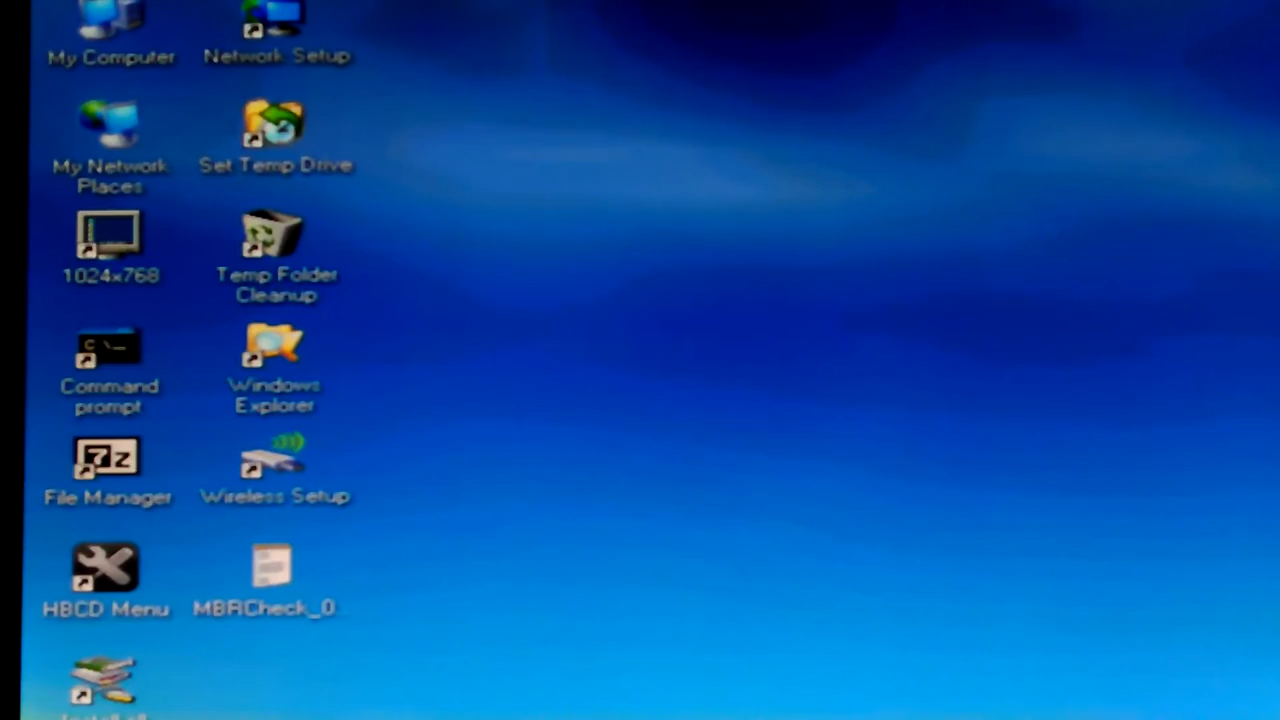 My Computer
Network Setup
My Network
Places
Set Temp Drive
1024x768
Temp Folder
Cleanup
Command
prompt
Windows
Explorer
File Manager
Wireless Setup
HBCD Menu
MBRCheck_0...